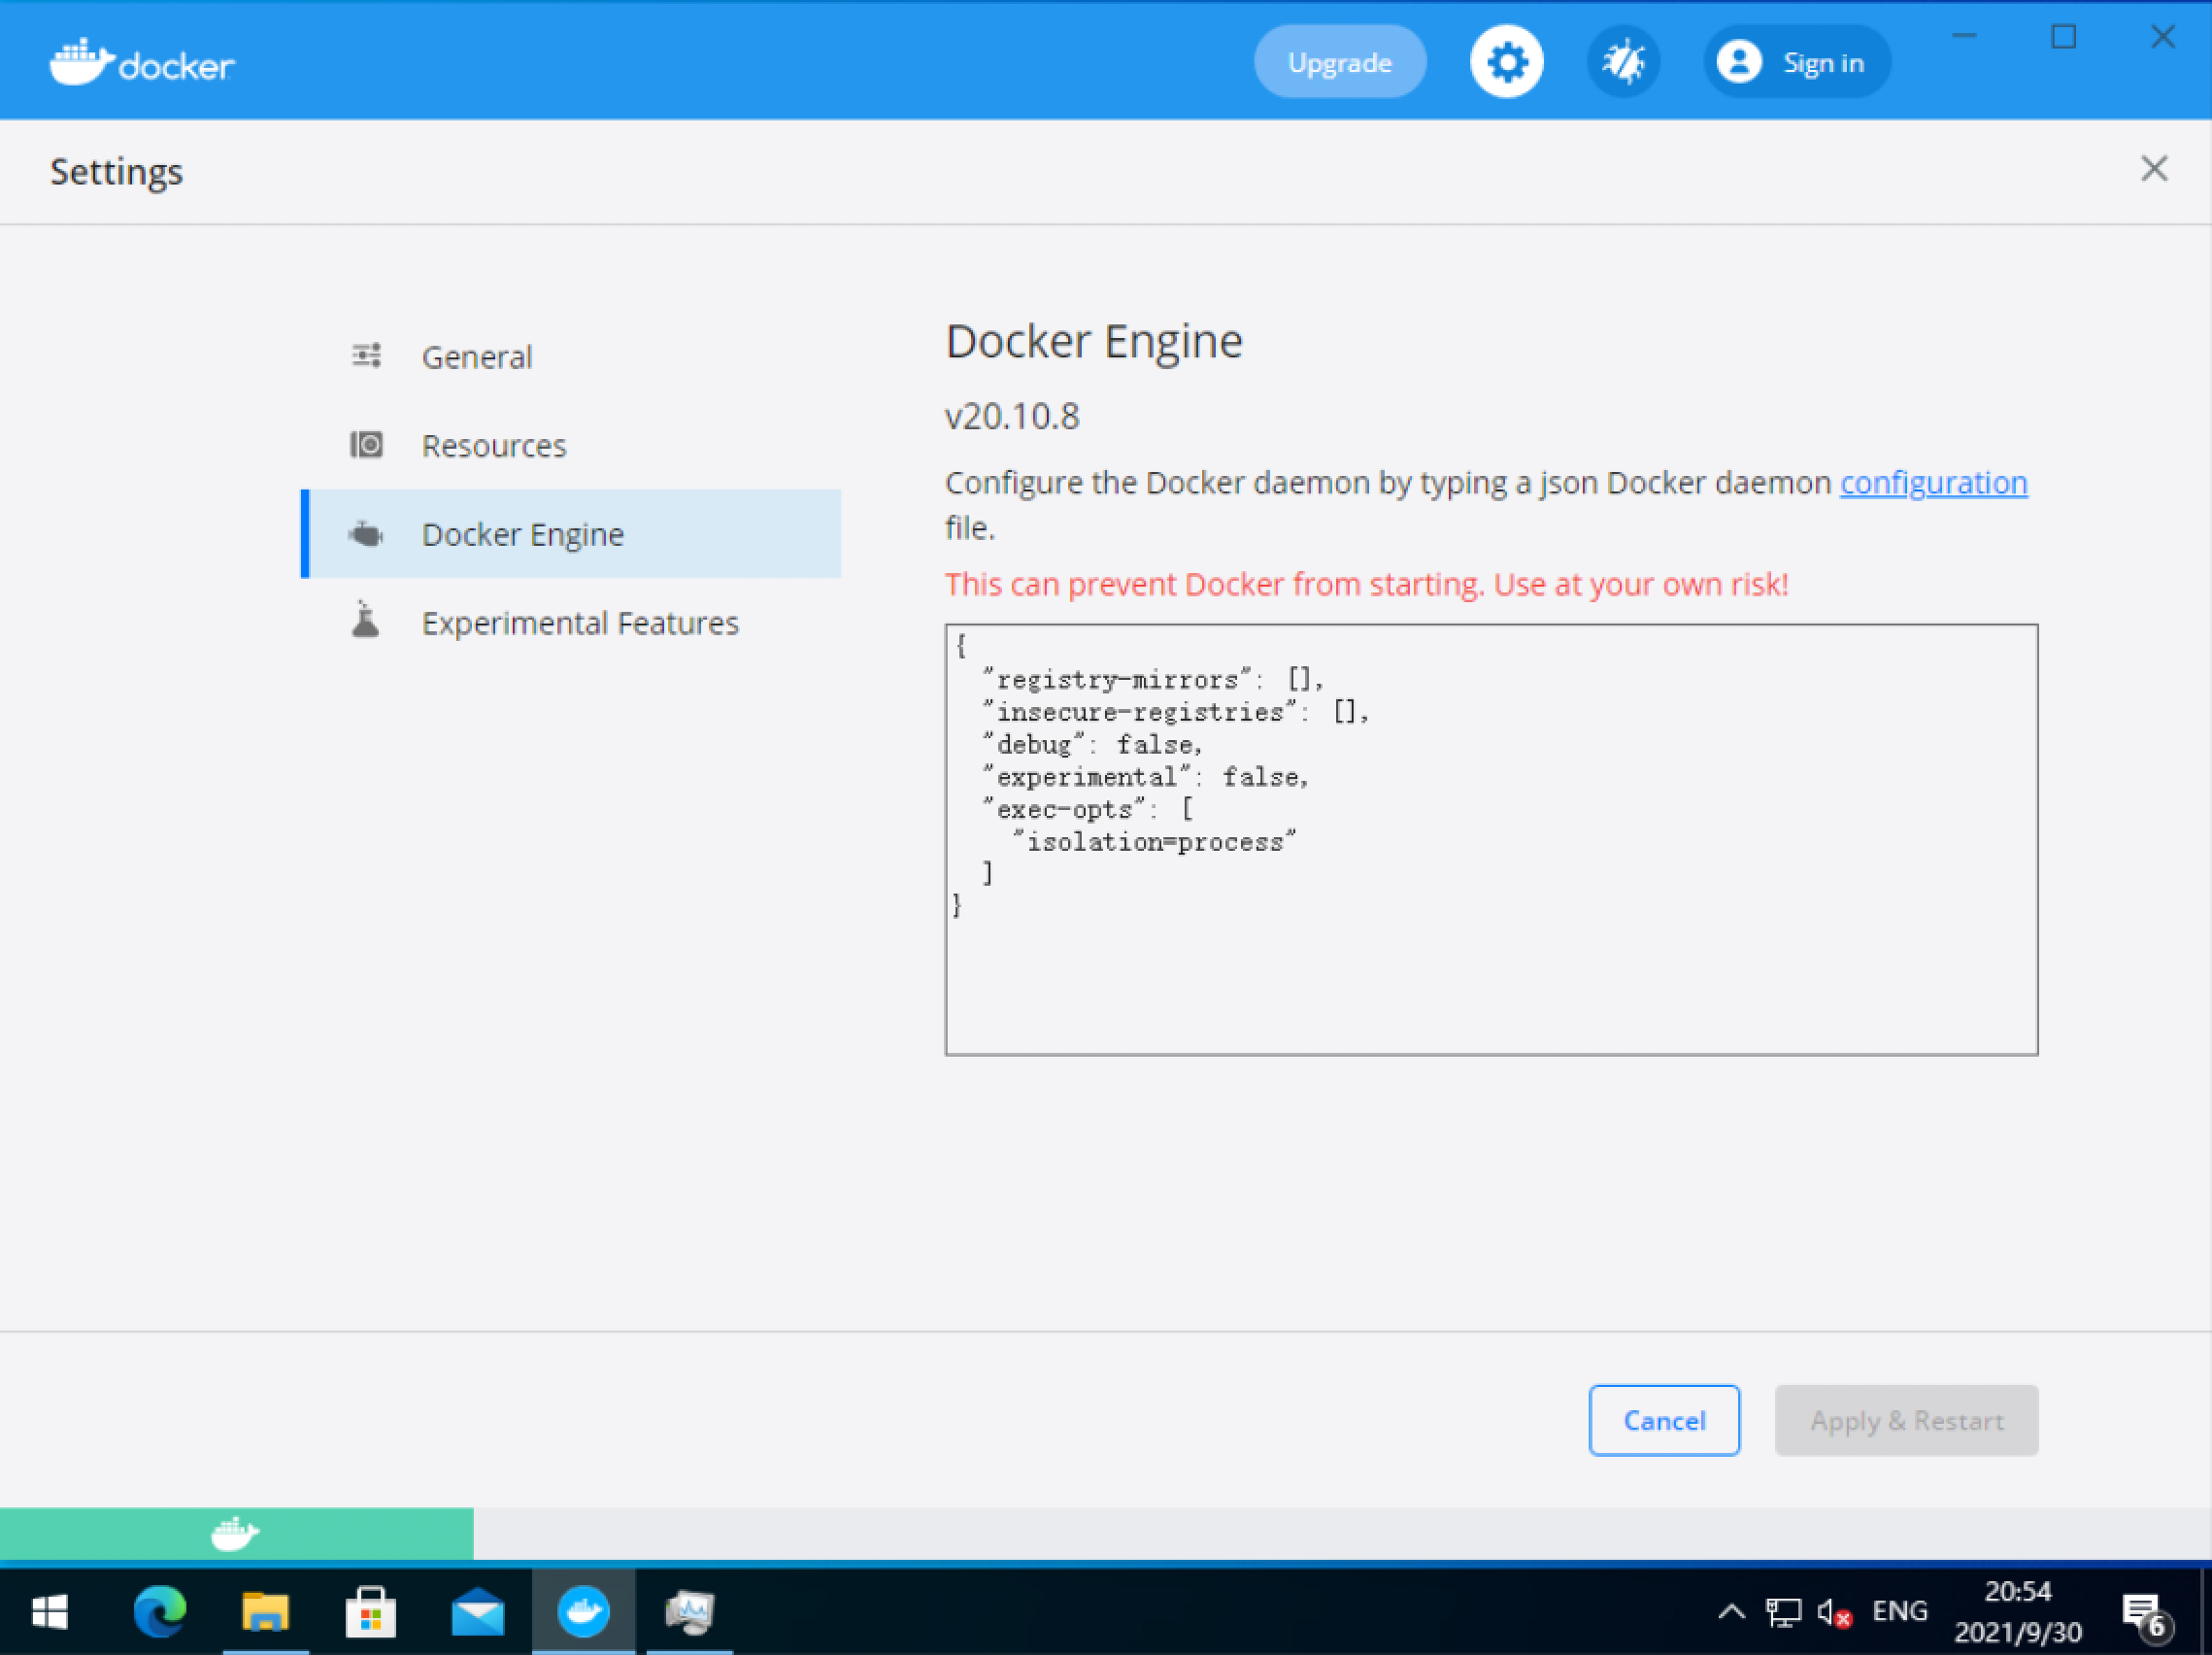 docker
Upgrade
Sign in
Settings
General
Resources
Docker Engine
Experimental Features
Docker Engine
v20.10.8
Configure the Docker daemon by typing a json Docker daemon configuration
file.
This can prevent Docker from starting. Use at your own risk!
{
  "registry-mirrors": [],
  "insecure-registries": [],
  "debug": false,
  "experimental": false,
  "exec-opts": [
    "isolation=process"
  ]
}
Cancel
Apply & Restart
ENG
20:54
2021/9/30
6